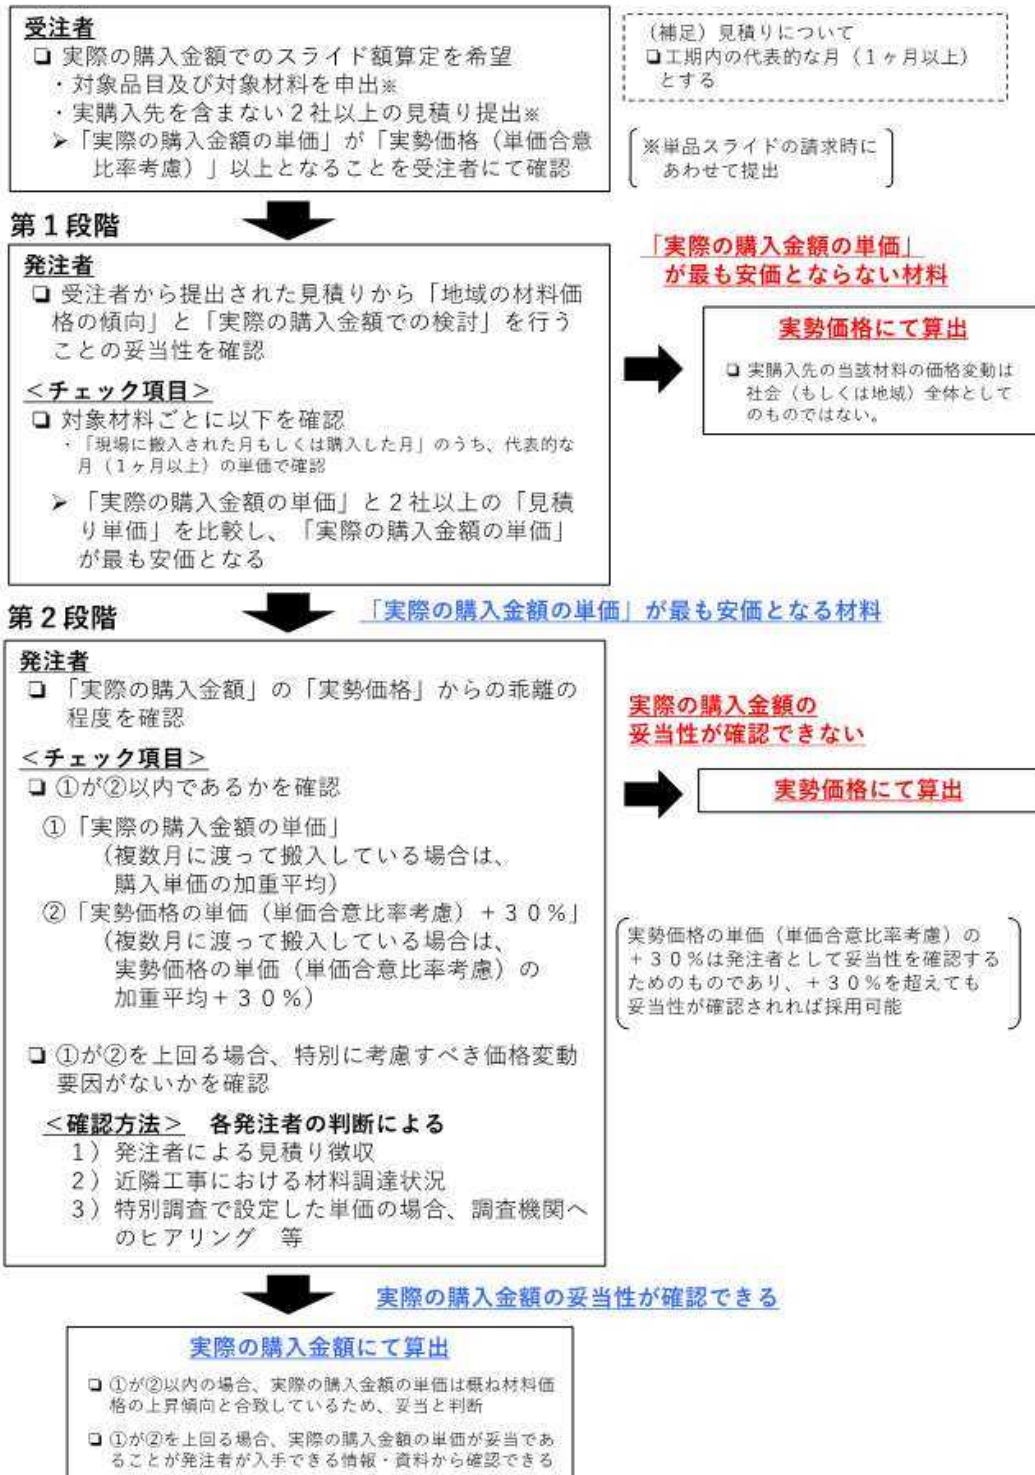 受注者
❏ 実際の購入金額でのスライド額算定を希望
・対象品目及び対象材料を申出※
・実購入先を含まない２社以上の見積り提出※
➤「実際の購入金額の単価」が「実勢価格（単価合意
比率考慮）」以上となることを受注者にて確認
（補足）見積りについて
❏工期内の代表的な月（１ヶ月以上）
とする
※単品スライドの請求時に
あわせて提出
第１段階
発注者
❏ 受注者から提出された見積りから「地域の材料価
格の傾向」と「実際の購入金額での検討」を行う
ことの妥当性を確認
＜チェック項目＞
❏ 対象材料ごとに以下を確認
・「現場に搬入された月もしくは購入した月」のうち、代表的な
月（１ヶ月以上）の単価で確認
➤ 「実際の購入金額の単価」と２社以上の「見積
り単価」を比較し、「実際の購入金額の単価」
が最も安価となる
「実際の購入金額の単価」
が最も安価とならない材料
実勢価格にて算出
❏ 実購入先の当該材料の価格変動は
社会（もしくは地域）全体として
のものではない。
第２段階
「実際の購入金額の単価」が最も安価となる材料
発注者
❏ 「実際の購入金額」の「実勢価格」からの乖離の
程度を確認
＜チェック項目＞
❏ ①が②以内であるかを確認
①「実際の購入金額の単価」
（複数月に渡って搬入している場合は、
購入単価の加重平均）
②「実勢価格の単価（単価合意比率考慮）＋３０％」
（複数月に渡って搬入している場合は、
実勢価格の単価（単価合意比率考慮）の
加重平均＋３０％）
❏ ①が②を上回る場合、特別に考慮すべき価格変動
要因がないかを確認
＜確認方法＞ 各発注者の判断による
１）発注者による見積り徴収
２）近隣工事における材料調達状況
３）特別調査で設定した単価の場合、調査機関へ
のヒアリング 等
実際の購入金額の
妥当性が確認できない
実勢価格にて算出
実勢価格の単価（単価合意比率考慮）の
＋３０％は発注者として妥当性を確認する
ためのものであり、＋３０％を超えても
妥当性が確認されれば採用可能
実際の購入金額の妥当性が確認できる
実際の購入金額にて算出
❏ ①が②以内の場合、実際の購入金額の単価は概ね材料価
格の上昇傾向と合致しているため、妥当と判断
❏ ①が②を上回る場合、実際の購入金額の単価が妥当であ
ることが発注者が入手できる情報・資料から確認できる